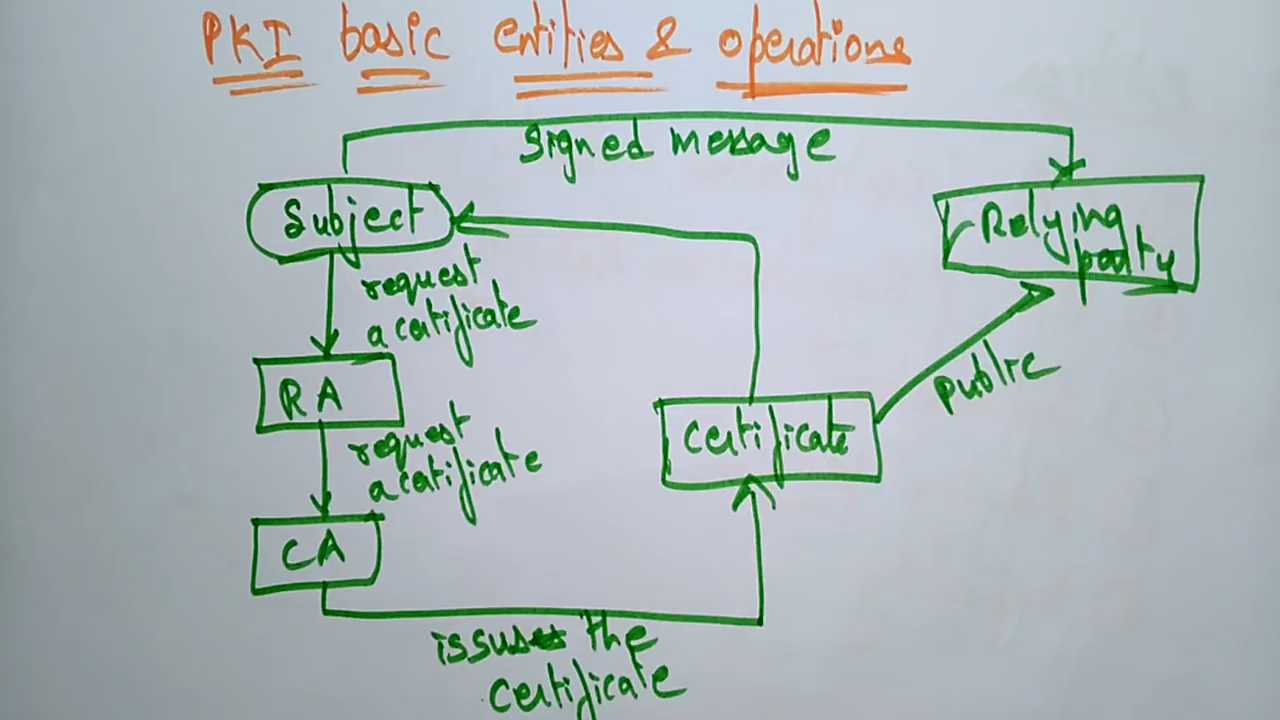 PKI basic entities & operations
Signed message
Subject
Relying
party
request
a certificate
RA
public
request
a certificate
certificate
CA
issues the
certificate